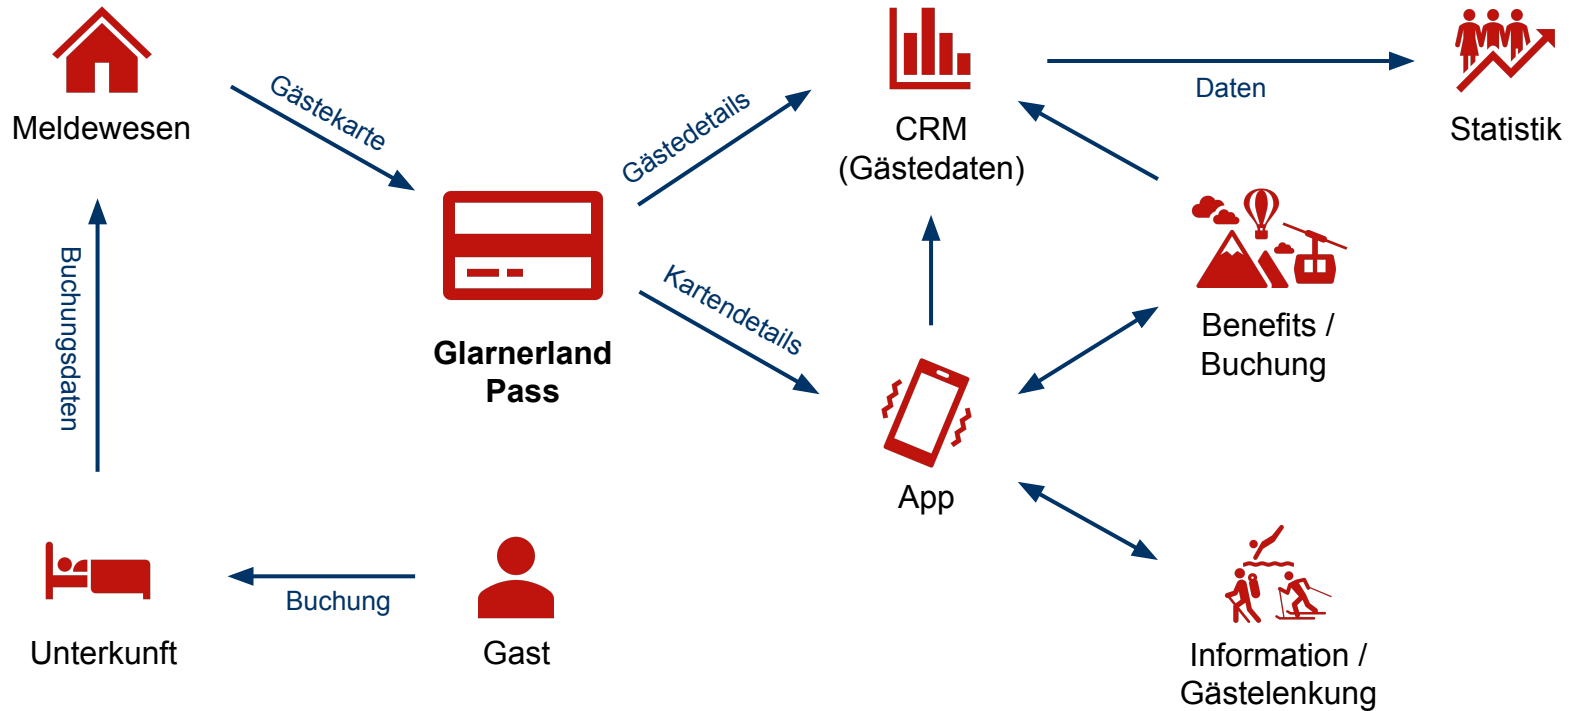 Meldewesen
Gästekarte
Gästedetails
CRM
(Gästedaten)
Daten
Statistik
Buchungsdaten
Glarnerland
Pass
Kartendetails
Benefits /
Buchung
App
Unterkunft
Buchung
Gast
Information /
Gästelenkung